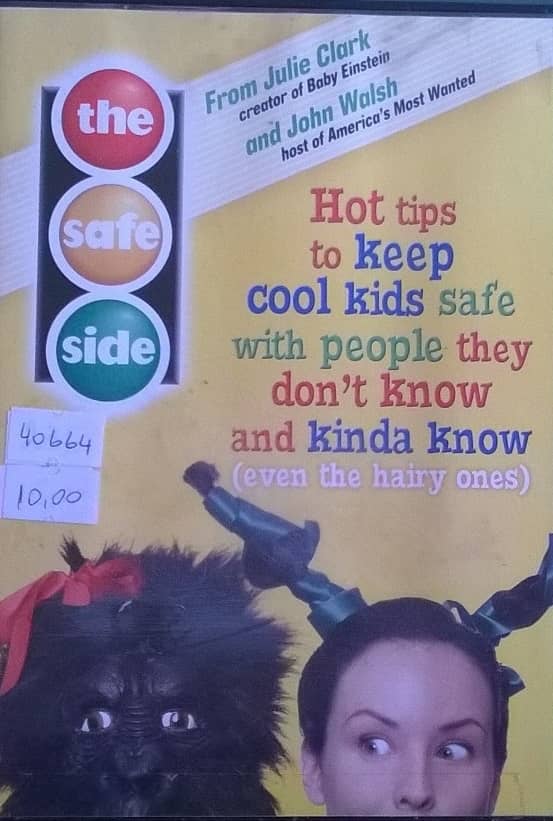 the
safe
side
From Julie Clark
creator of Baby Einstein
and John Walsh
host of America's Most Wanted
Hot tips
to keep
cool kids safe
with people they
don't know
and kinda know
(even the hairy ones)
40664
10,00